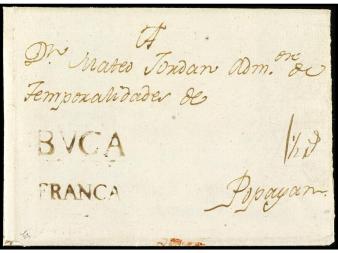 A
Dn. Mateo Jordan Adm.or de
Temporalidades de
BVGA
FRANCA
Popayan.